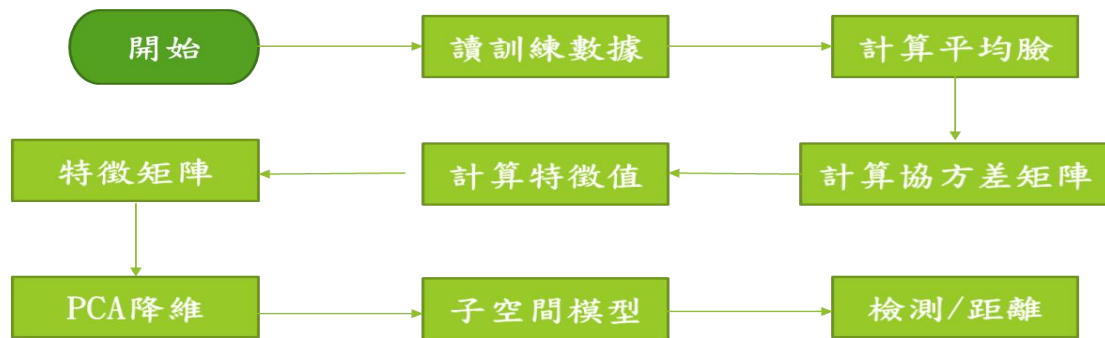 開始
讀訓練數據
計算平均臉
特徵矩陣
計算特徵值
計算協方差矩陣
PCA降維
子空間模型
檢測/距離